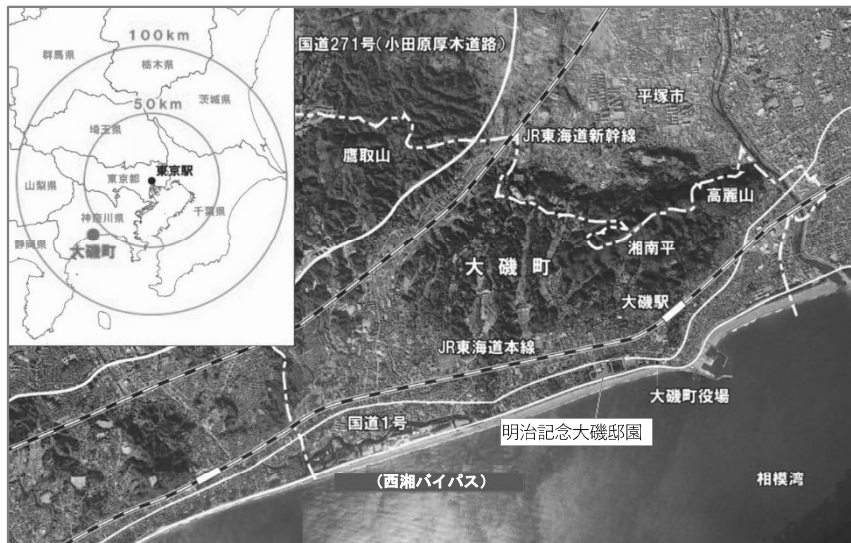 100km
群馬県
栃木県
50km
茨城県
埼玉県
東京駅
山梨県
東京都
神奈川県
千葉県
静岡県
大磯町
国道271号(小田原厚木道路)
平塚市
JR東海道新幹線
鷹取山
高麗山
湘南平
大磯町
大磯駅
JR東海道本線
大磯町役場
国道1号
明治記念大磯邸園
(西湘バイパス)
相模湾